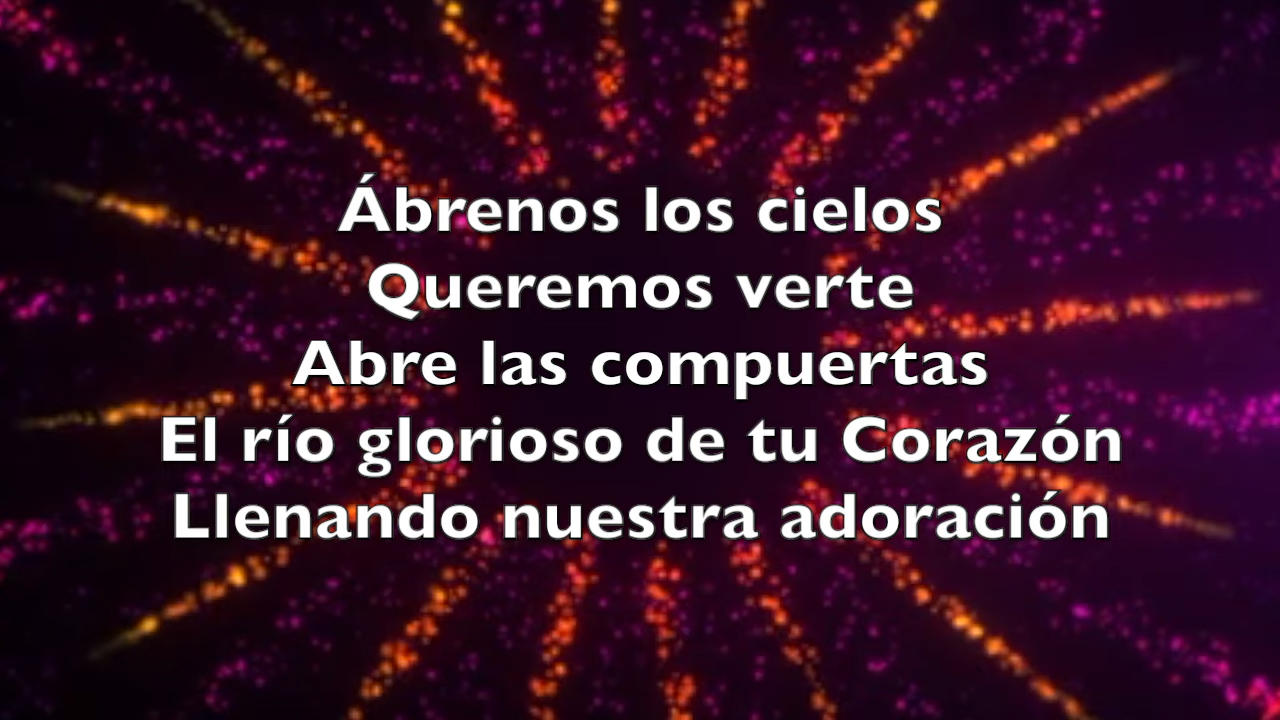 Ábrenos los cielos
Queremos verte
Abre las compuertas
El río glorioso de tu Corazón
Llenando nuestra adoración